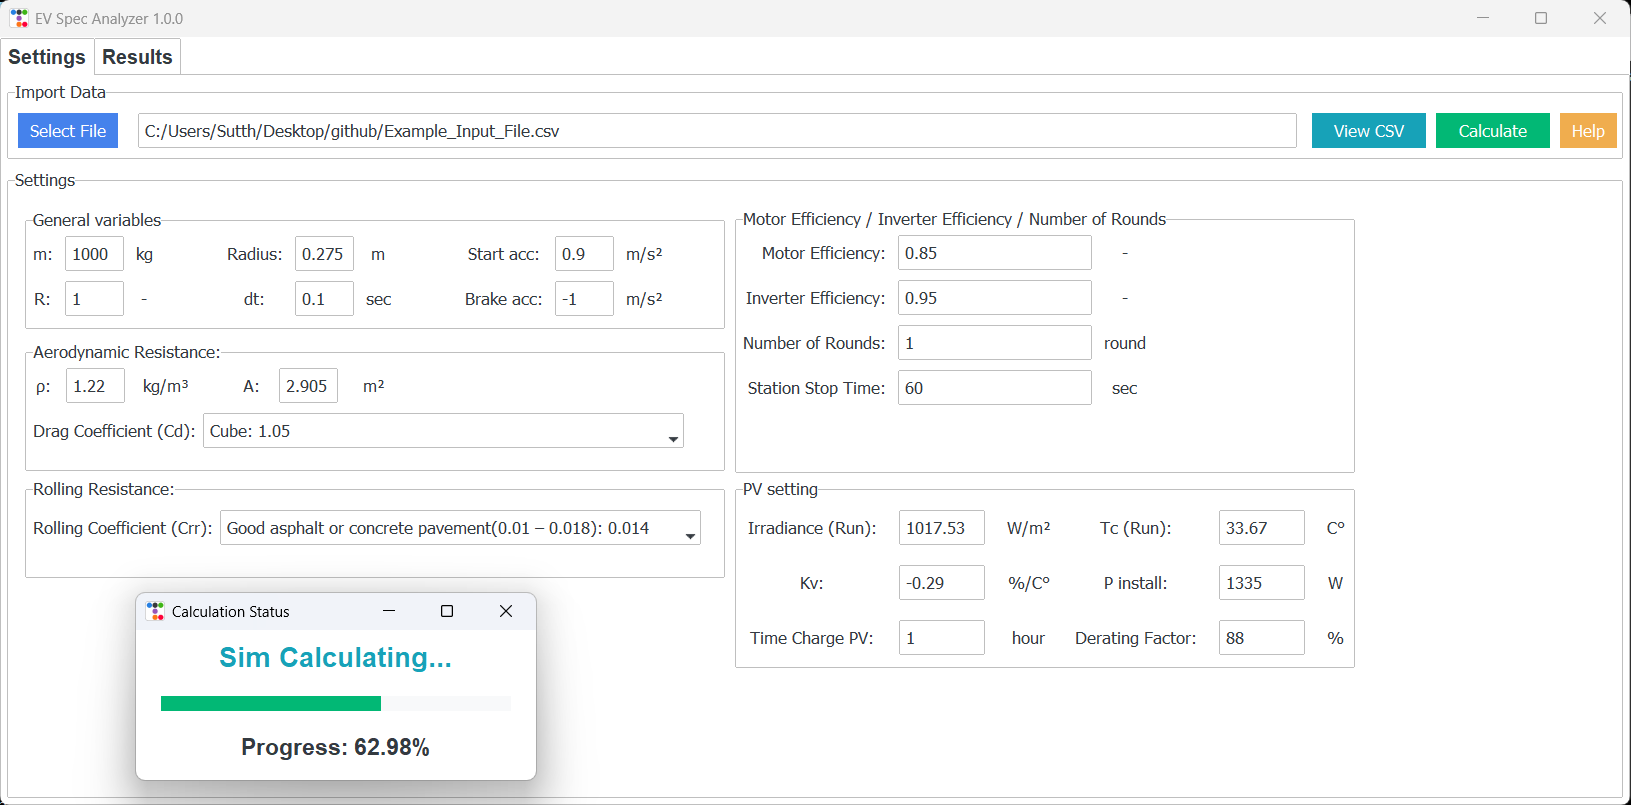 EV Spec Analyzer 1.0.0
Settings Results
Import Data
Select File C:/Users/Sutth/Desktop/github/Example_Input_File.csv View CSV Calculate Help
Settings
General variables
m: 1000 kg Radius: 0.275 m Start acc: 0.9 m/s²
R: 1 - dt: 0.1 sec Brake acc: -1 m/s²
Aerodynamic Resistance:
ρ: 1.22 kg/m³ A: 2.905 m²
Drag Coefficient (Cd): Cube: 1.05
Rolling Resistance:
Rolling Coefficient (Crr): Good asphalt or concrete pavement(0.01 – 0.018): 0.014
Motor Efficiency / Inverter Efficiency / Number of Rounds
Motor Efficiency: 0.85 -
Inverter Efficiency: 0.95 -
Number of Rounds: 1 round
Station Stop Time: 60 sec
PV setting
Irradiance (Run): 1017.53 W/m² Tc (Run): 33.67 C°
Kv: -0.29 %/C° P install: 1335 W
Time Charge PV: 1 hour Derating Factor: 88 %
Calculation Status
Sim Calculating...
Progress: 62.98%